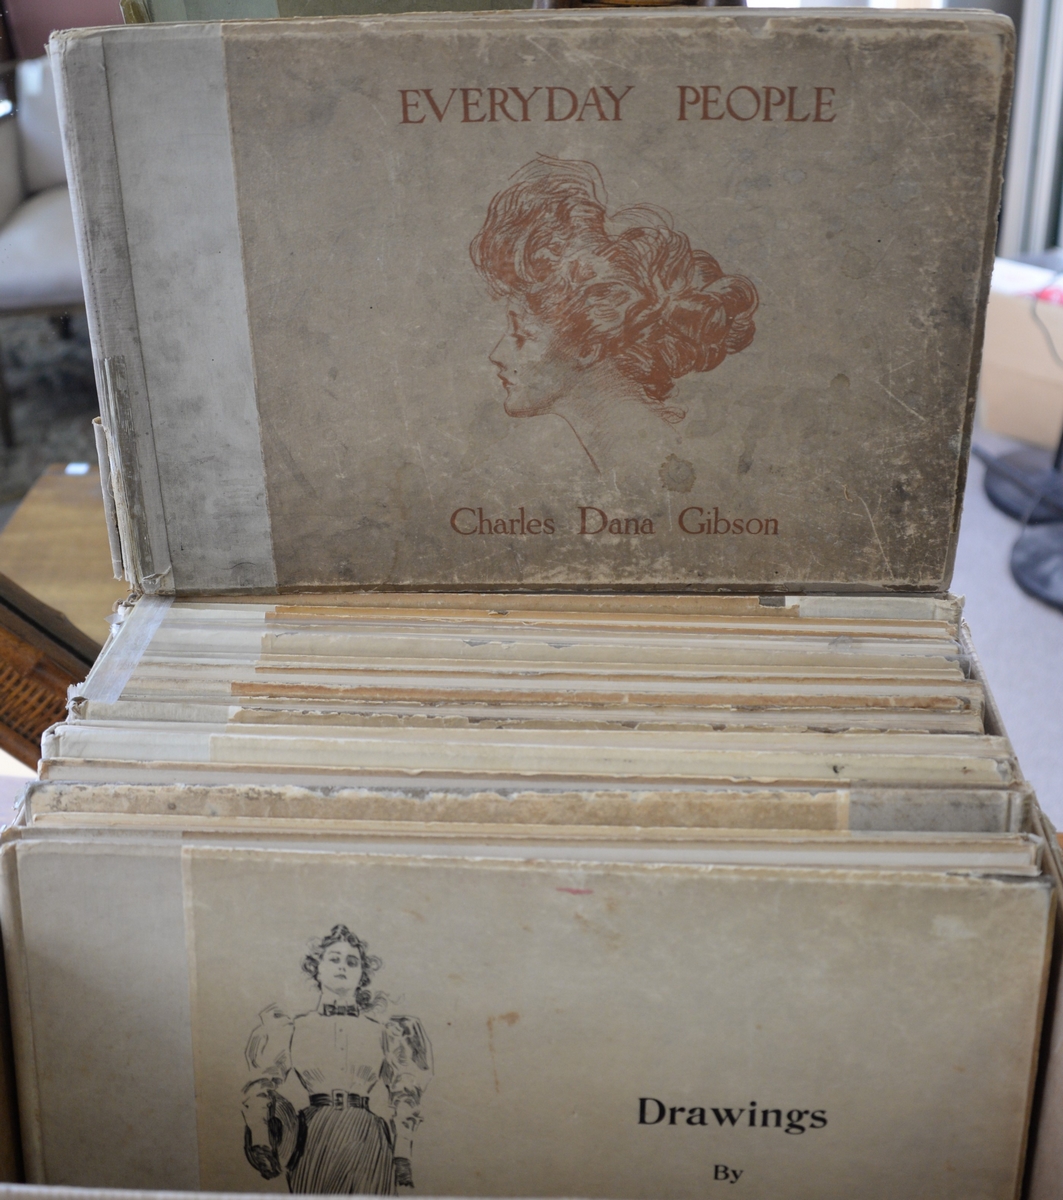 EVERYDAY PEOPLE
Charles Dana Gibson
Drawings
By